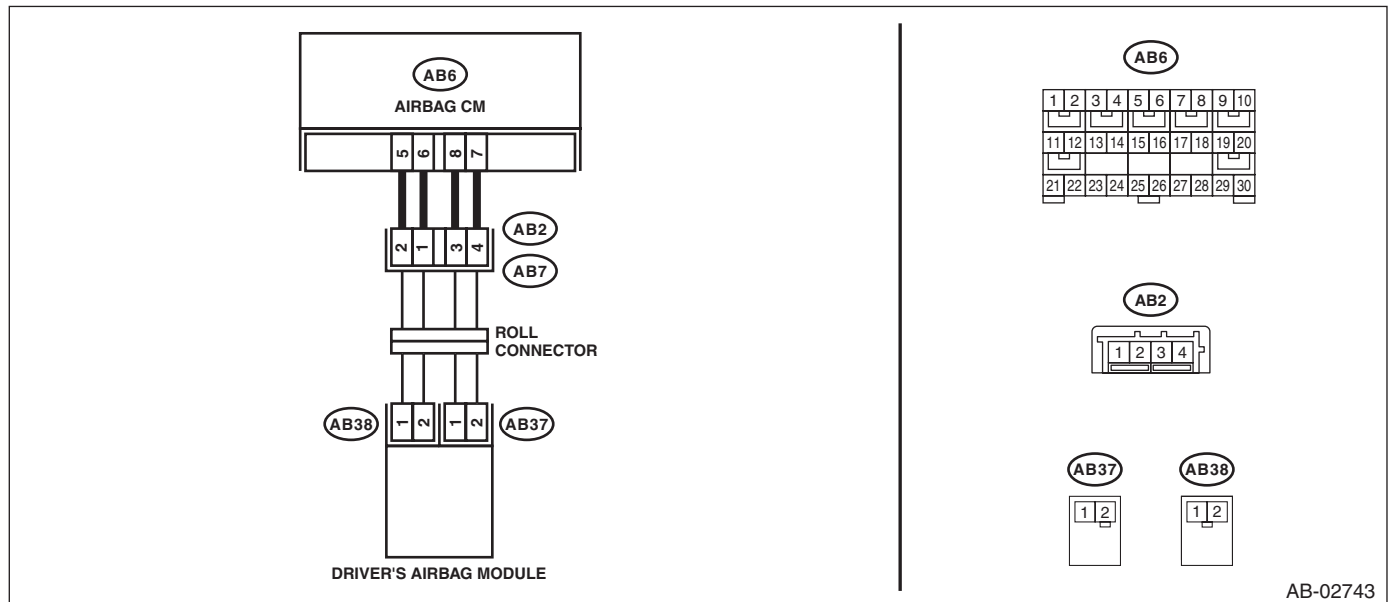 AB6
AIRBAG CM
5 6 8 7
2 1 3 4
AB2
AB7
ROLL
CONNECTOR
AB38
1 2 1 2
AB37
DRIVER'S AIRBAG MODULE
AB6
1 2 3 4 5 6 7 8 9 10
11 12 13 14 15 16 17 18 19 20
21 22 23 24 25 26 27 28 29 30
AB2
1 2 3 4
AB37
1 2
AB38
1 2
AB-02743